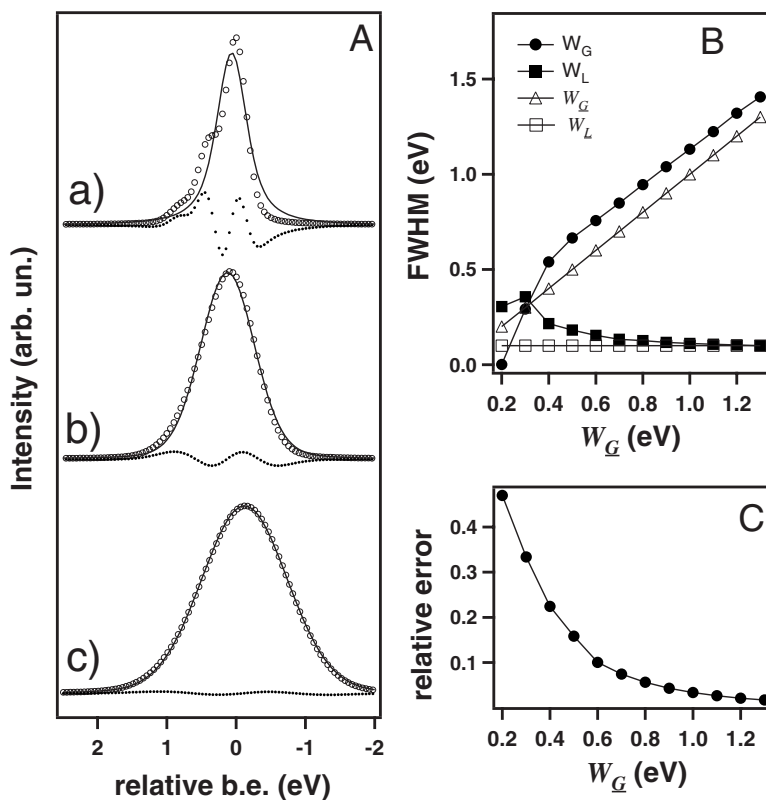 A
a)
b)
c)
Intensity (arb. un.)
2 1 0 -1 -2
relative b.e. (eV)
B
W_G
W_L
W_G
W_L
1.5
1.0
0.5
0.0
FWHM (eV)
0.2 0.4 0.6 0.8 1.0 1.2
W_G (eV)
C
0.4
0.3
0.2
0.1
relative error
0.2 0.4 0.6 0.8 1.0 1.2
W_G (eV)